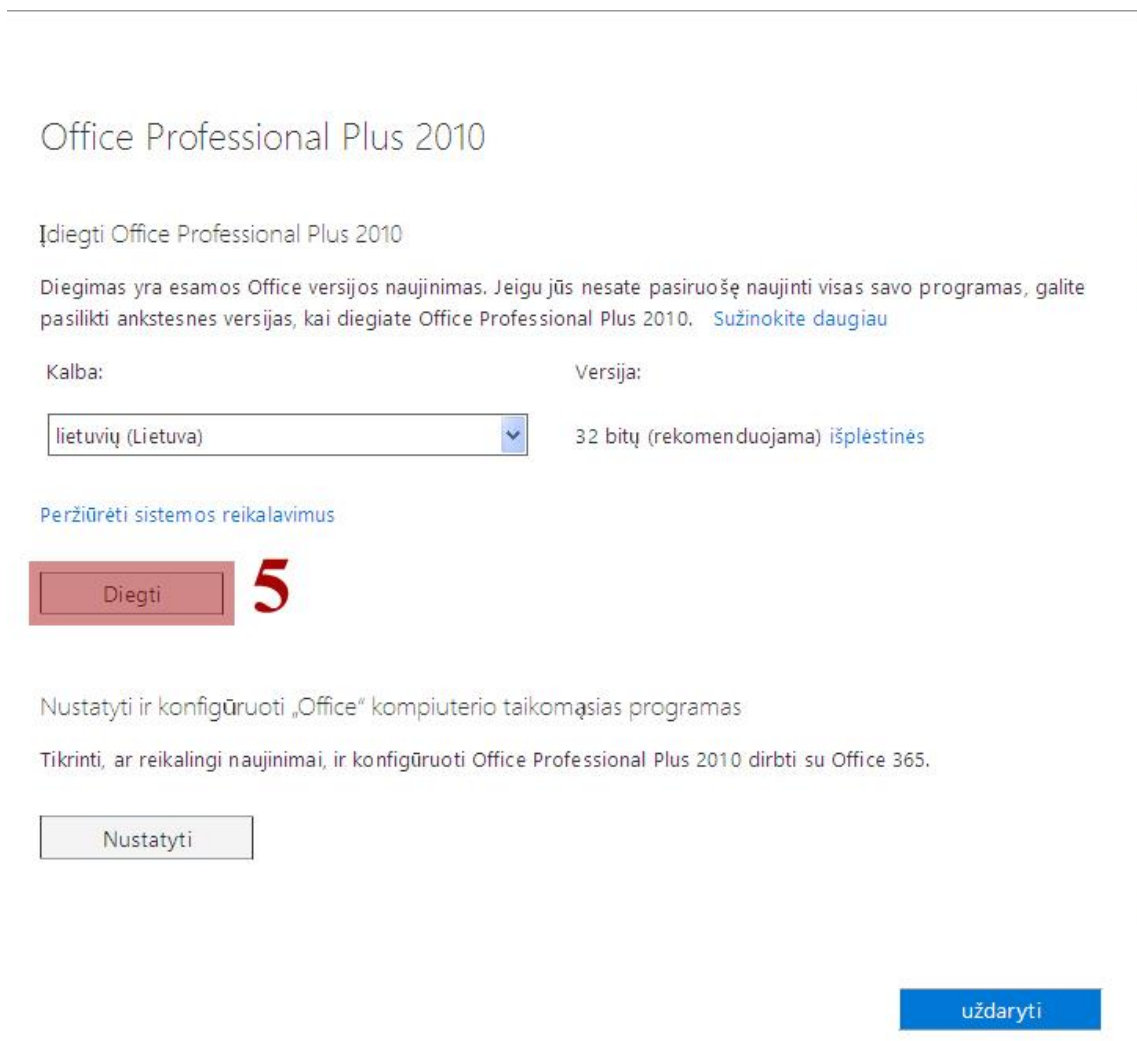 Office Professional Plus 2010
Įdiegti Office Professional Plus 2010
Diegimas yra esamos Office versijos naujinimas. Jeigu jūs nesate pasiruošę naujinti visas savo programas, galite
pasilikti ankstesnes versijas, kai diegiate Office Professional Plus 2010. Sužinokite daugiau
Kalba: Versija:
lietuvių (Lietuva) 32 bitų (rekomenduojama) išplėstinės
Peržiūrėti sistemos reikalavimus
Diegti 5
Nustatyti ir konfigūruoti „Office“ kompiuterio taikomąsias programas
Tikrinti, ar reikalingi naujinimai, ir konfigūruoti Office Professional Plus 2010 dirbti su Office 365.
Nustatyti
uždaryti